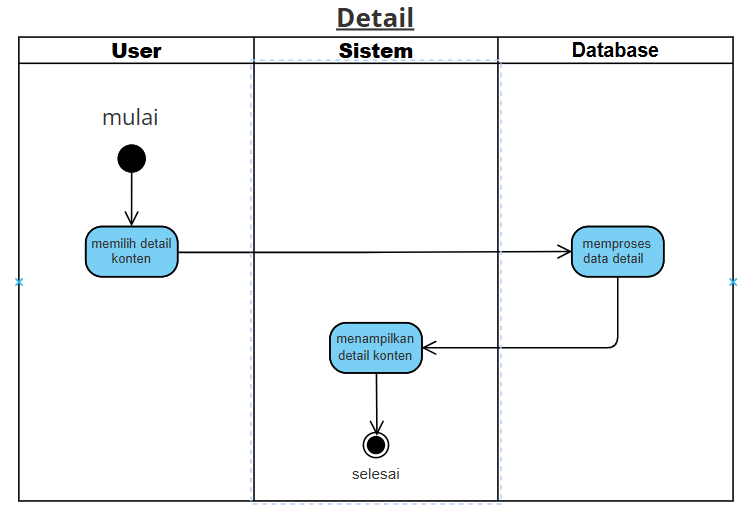 Detail
User
Sistem
Database
mulai
memilih detail
konten
memproses
data detail
menampilkan
detail konten
selesai